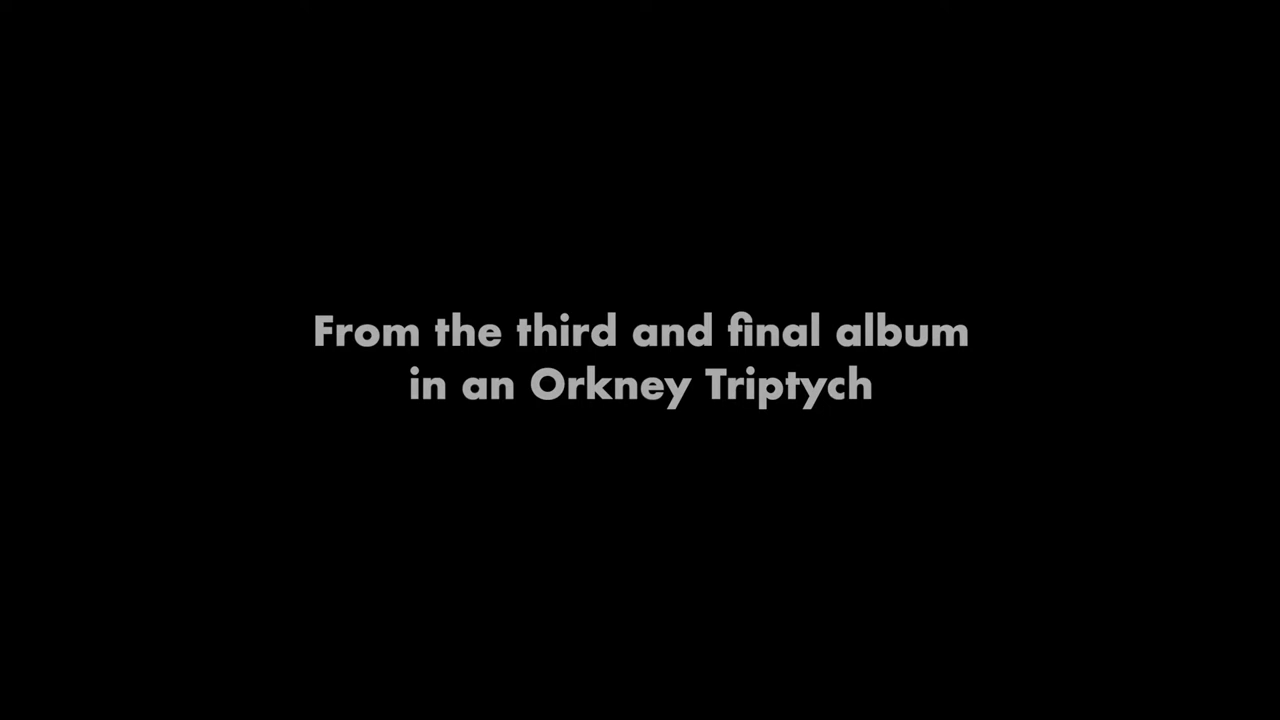 From the third and final album
in an Orkney Triptych